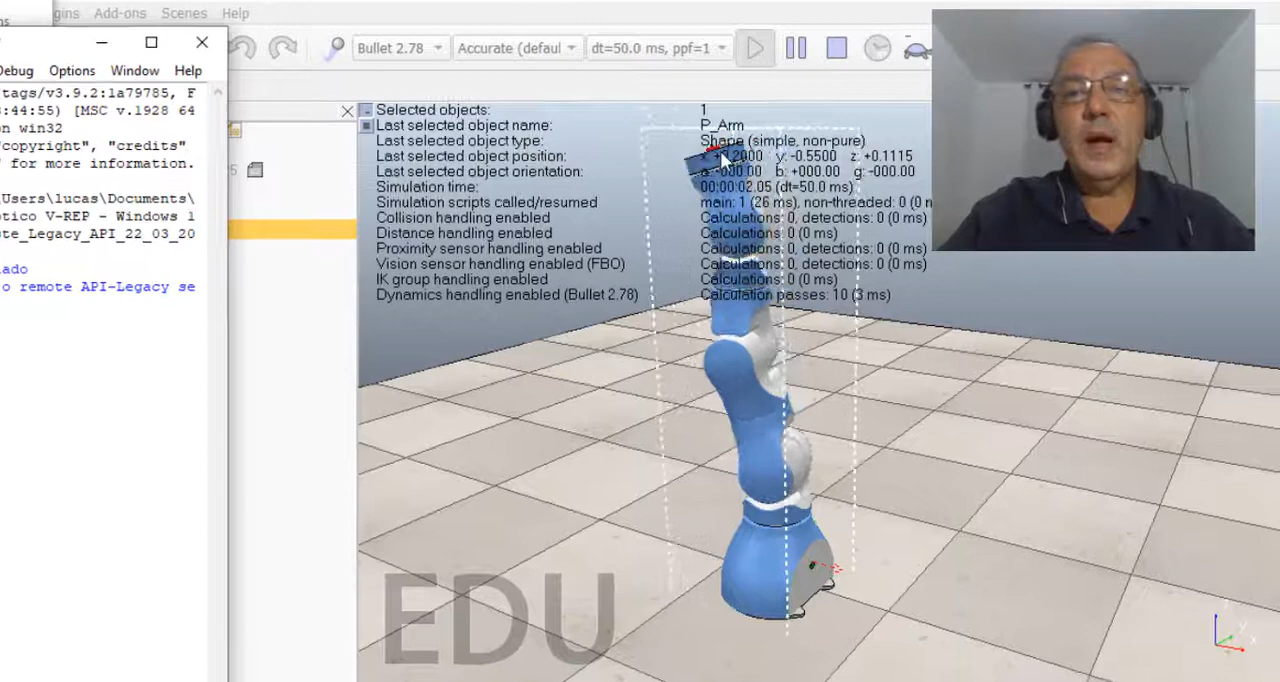 gins Add-ons Scenes Help
Bullet 2.78 Accurate (defaul dt=50.0 ms, ppf=1
Debug Options Window Help
tags/v3.9.2:1a79785, F
:44:55) [MSC v.1928 64
on win32
"copyright", "credits"
" for more information.
Users\lucas\Documents\
otico V-REP - Windows 1
te_Legacy_API_22_03_20
ado
o remote API-Legacy se
Selected objects: 1
Last selected object name: P_Arm
Last selected object type: Shape (simple, non-pure)
Last selected object position: x: +0.2000 y: -0.5500 z: +0.1115
Last selected object orientation: a: -000.00 b: +000.00 g: -000.00
Simulation time: 00:00:02.05 (dt=50.0 ms)
Simulation scripts called/resumed main: 1 (26 ms), non-threaded: 0 (0 n
Collision handling enabled Calculations: 0, detections: 0 (0 ms)
Distance handling enabled Calculations: 0 (0 ms)
Proximity sensor handling enabled Calculations: 0, detections: 0 (0 ms)
Vision sensor handling enabled (FBO) Calculations: 0, detections: 0 (0 ms)
IK group handling enabled Calculations: 0 (0 ms)
Dynamics handling enabled (Bullet 2.78) Calculation passes: 10 (3 ms)
EDU